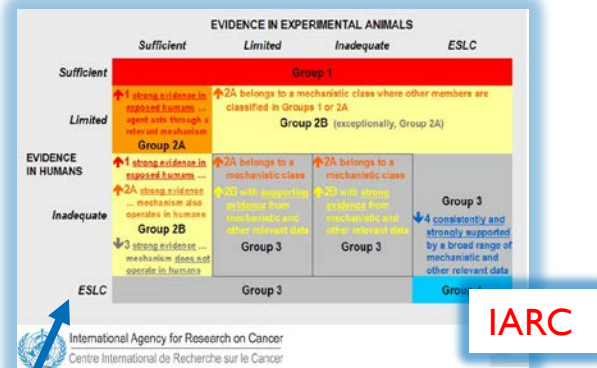 EVIDENCE IN EXPERIMENTAL ANIMALS
Sufficient Limited Inadequate ESLC
Sufficient
Group 1
Limited
↑1 strong evidence in
exposed humans ...
agent acts through a
relevant mechanism
Group 2A
↑2A belongs to a mechanistic class where other members are
classified in Groups 1 or 2A
Group 2B (exceptionally, Group 2A)
EVIDENCE
IN HUMANS
Inadequate
↑1 strong evidence in
exposed humans ...
↑2A strong evidence
... mechanism also
operates in humans
Group 2B
↓3 strong evidence ...
mechanism does not
operate in humans
↑2A belongs to a
mechanistic class
↑2B with supporting
evidence from
mechanistic and
other relevant data
Group 3
↑2A belongs to a
mechanistic class
↑2B with strong
evidence from
mechanistic and
other relevant data
Group 3
Group 3
↓4 consistently and
strongly supported
by a broad range of
mechanistic and
other relevant data
ESLC
Group 3
IARC
International Agency for Research on Cancer
Centre International de Recherche sur le Cancer